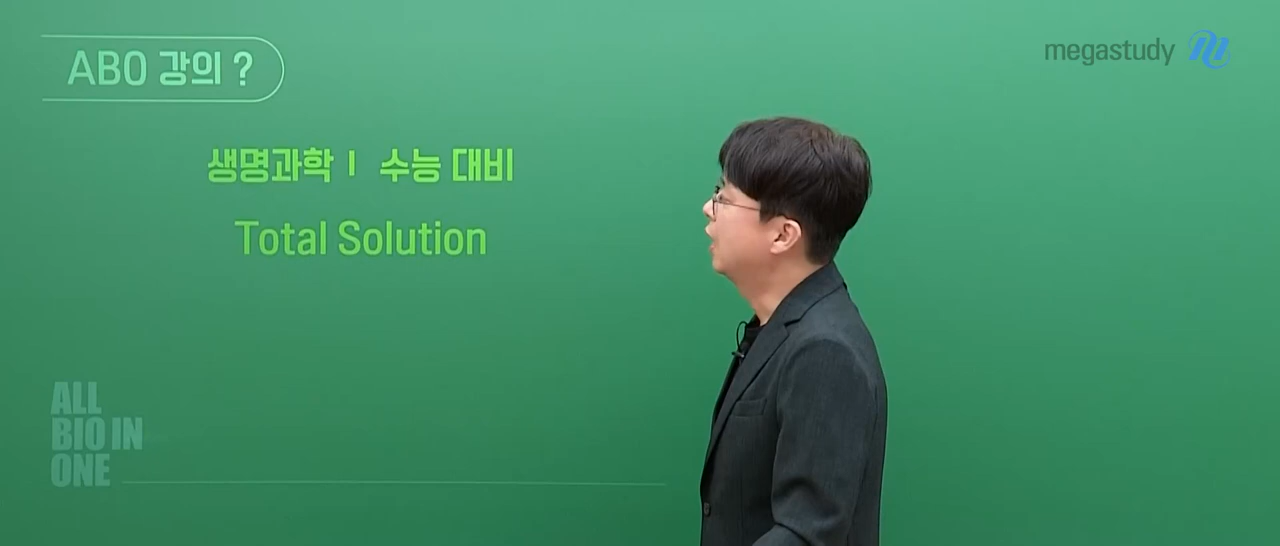 ABO 강의 ?
megastudy
생명과학 I 수능 대비
Total Solution
ALL
BIO IN
ONE